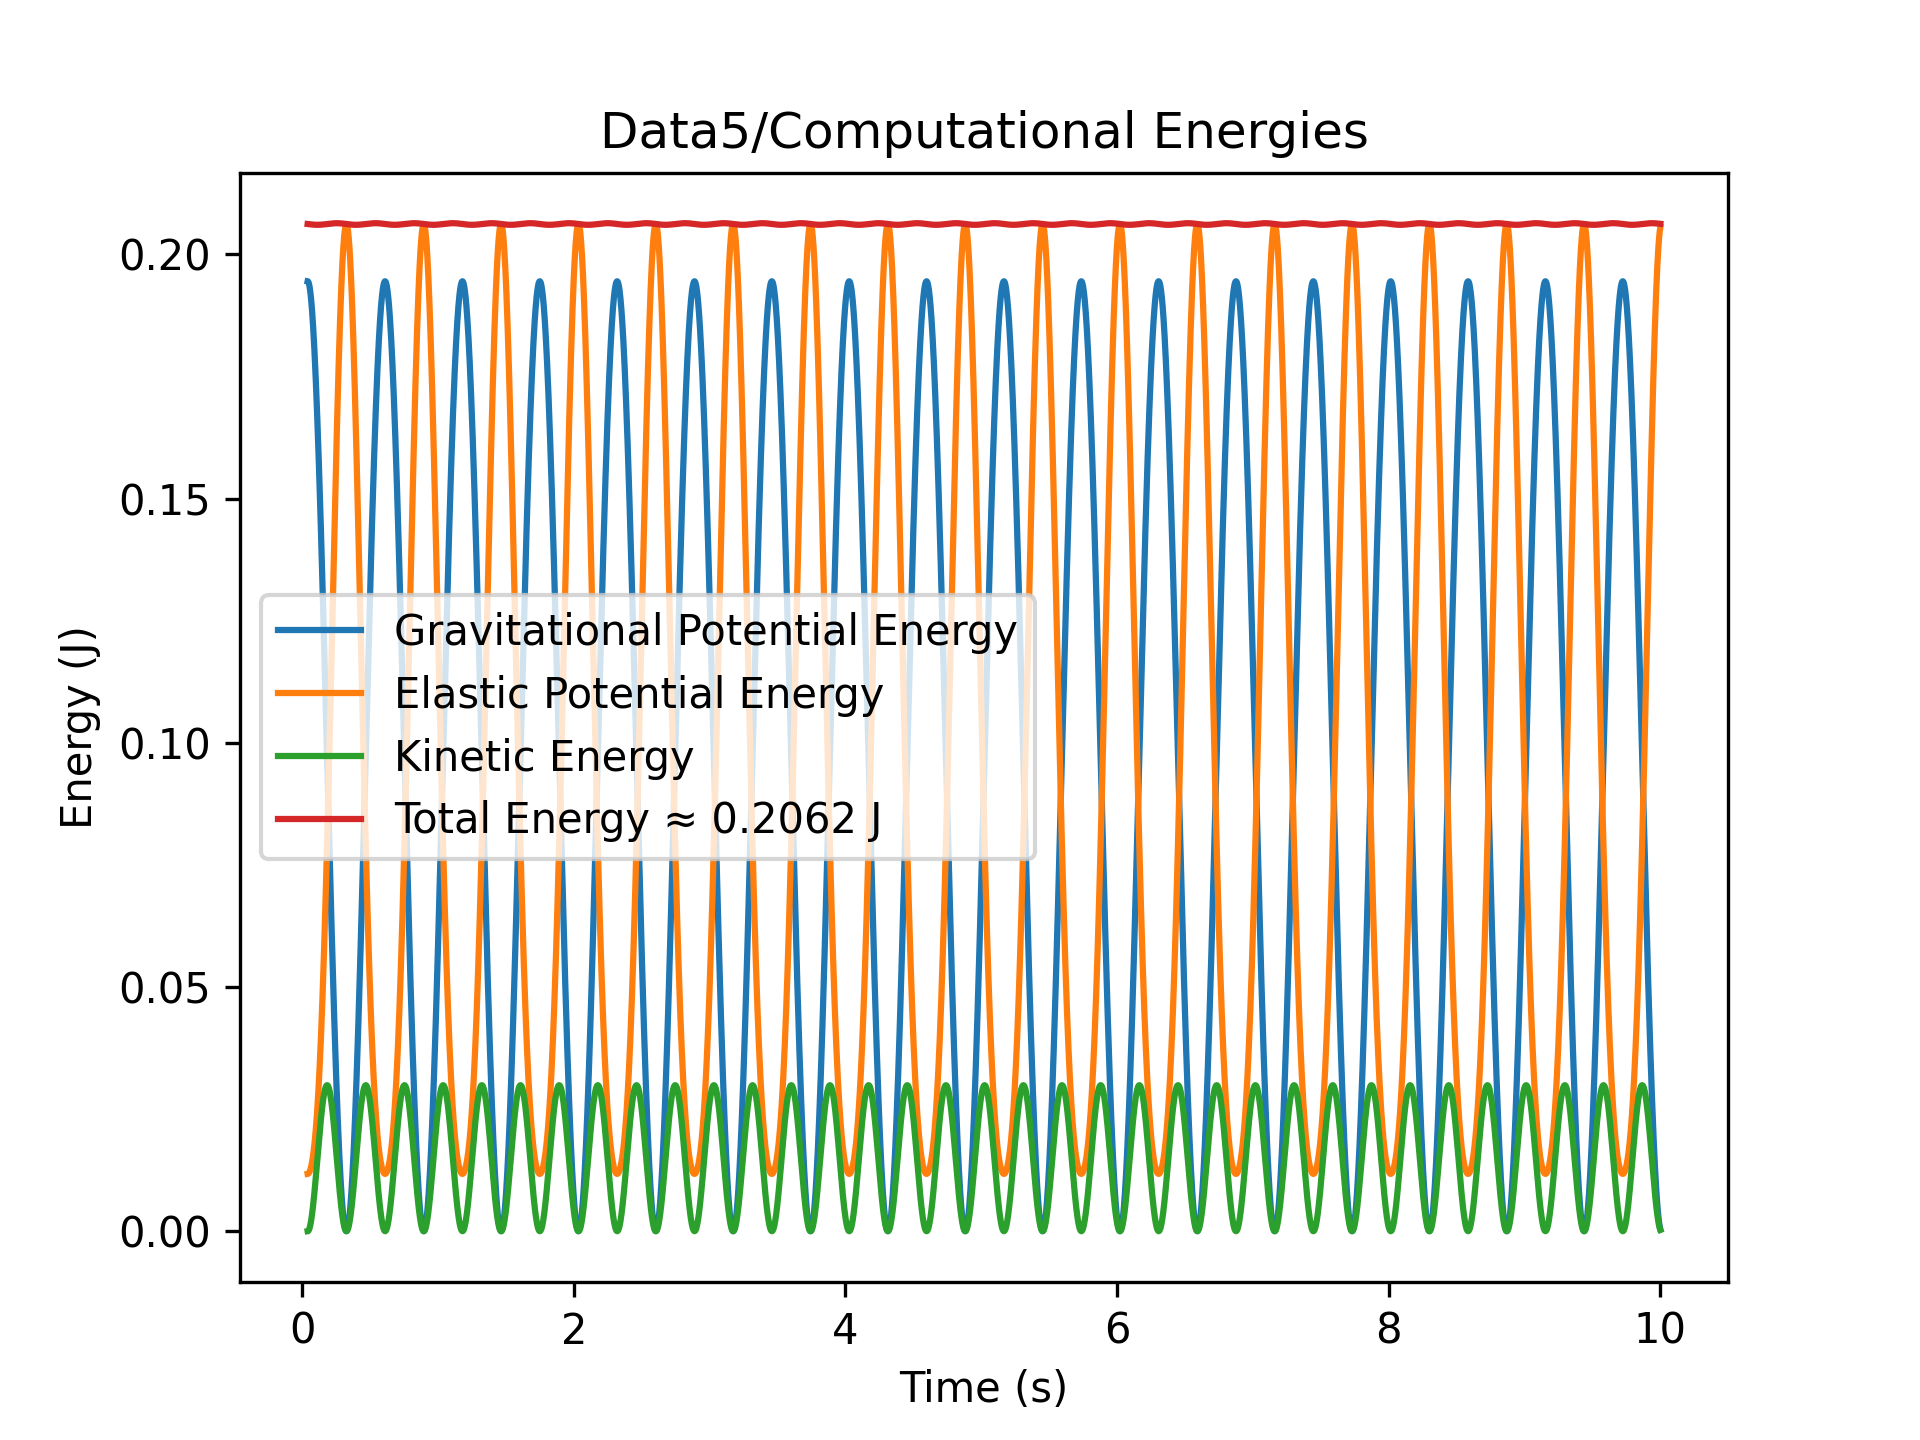 Data5/Computational Energies
Energy (J)
0.20
0.15
0.10
0.05
0.00
Gravitational Potential Energy
Elastic Potential Energy
Kinetic Energy
Total Energy ≈ 0.2062 J
0 2 4 6 8 10
Time (s)